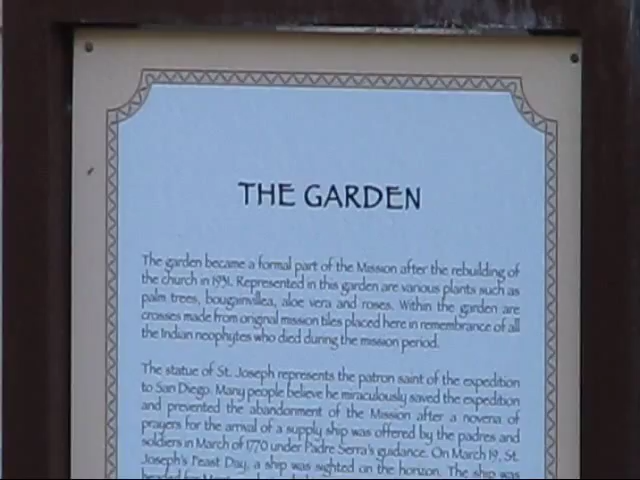 THE GARDEN
The garden became a formal part of the Mission after the rebuilding of
the church in 1931. Represented in this garden are various plants such as
palm trees, bougainvillea, aloe vera and roses. Within the garden are
crosses made from original mission tiles placed here in remembrance of all
the Indian neophytes who died during the mission period.
The statue of St. Joseph represents the patron saint of the expedition
to San Diego. Many people believe he miraculously saved the expedition
and prevented the abandonment of the Mission after a novena of
prayers for the arrival of a supply ship was offered by the padres and
soldiers in March of 1770 under Padre Serra's guidance. On March 19, St.
Joseph's Feast Day, a ship was sighted on the horizon. The ship was
headed for